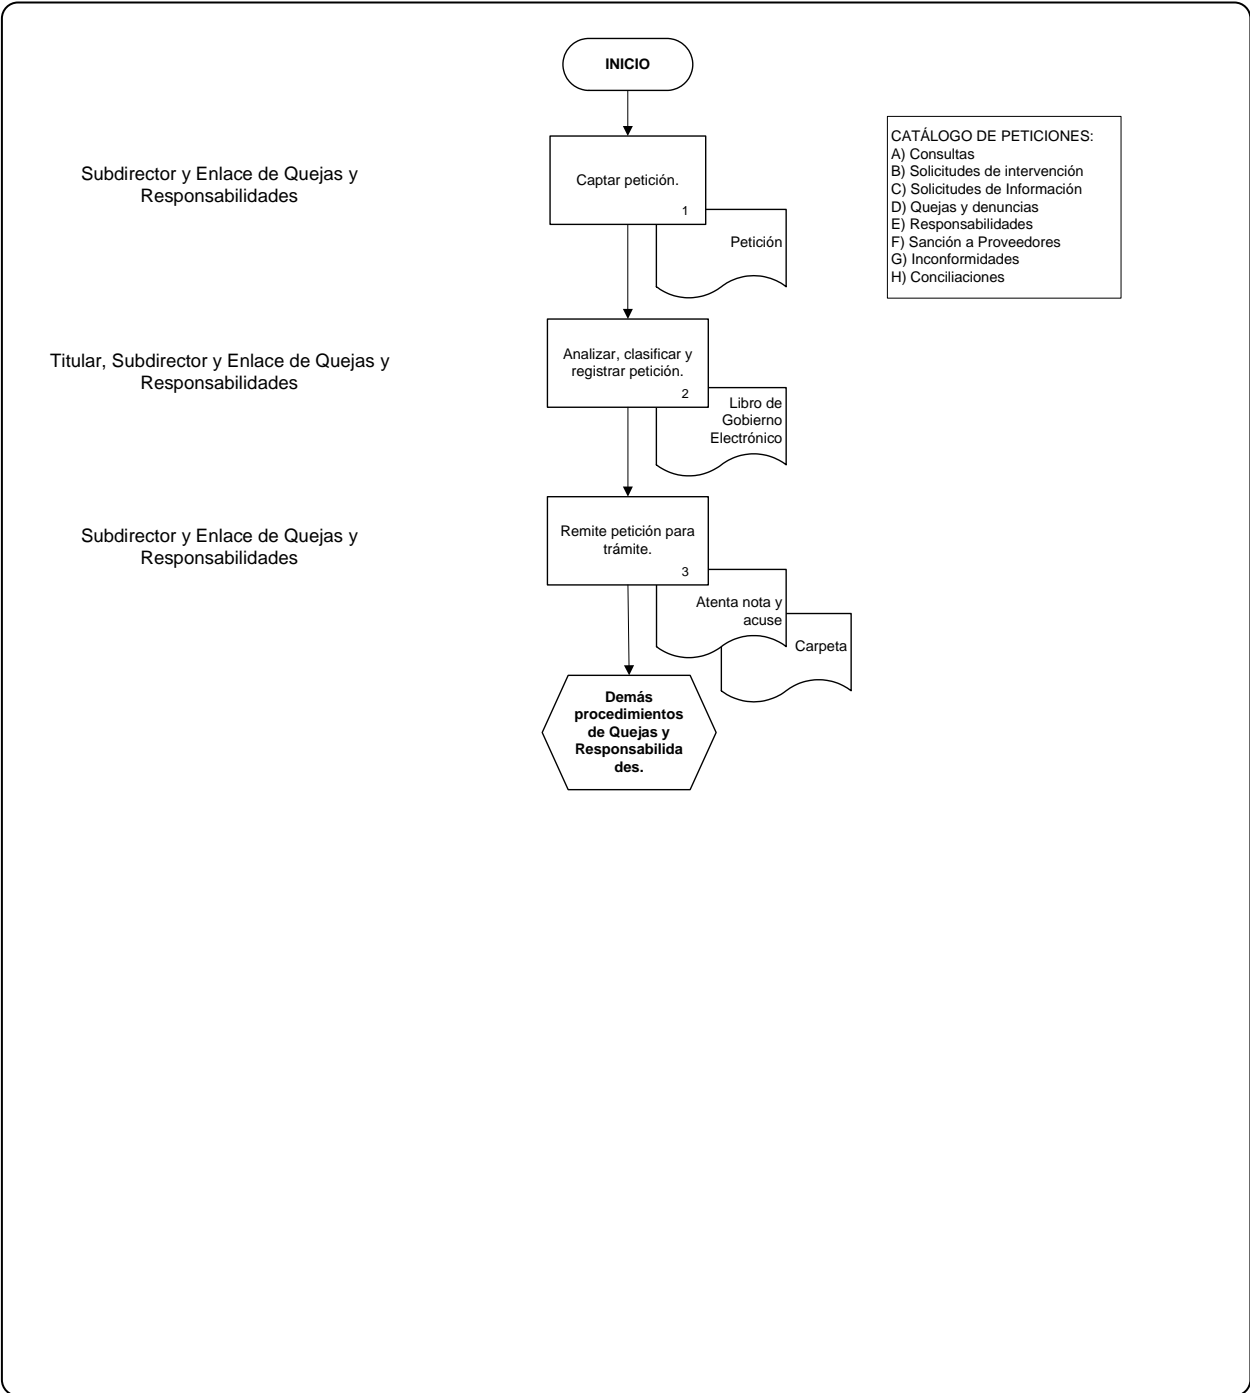 INICIO
CATÁLOGO DE PETICIONES:
A) Consultas
B) Solicitudes de intervención
C) Solicitudes de Información
D) Quejas y denuncias
E) Responsabilidades
F) Sanción a Proveedores
G) Inconformidades
H) Conciliaciones
Subdirector y Enlace de Quejas y
Responsabilidades
Captar petición.
1
Petición
Titular, Subdirector y Enlace de Quejas y
Responsabilidades
Analizar, clasificar y
registrar petición.
2
Libro de
Gobierno
Electrónico
Subdirector y Enlace de Quejas y
Responsabilidades
Remite petición para
trámite.
3
Atenta nota y
acuse
Carpeta
Demás
procedimientos
de Quejas y
Responsabilida
des.